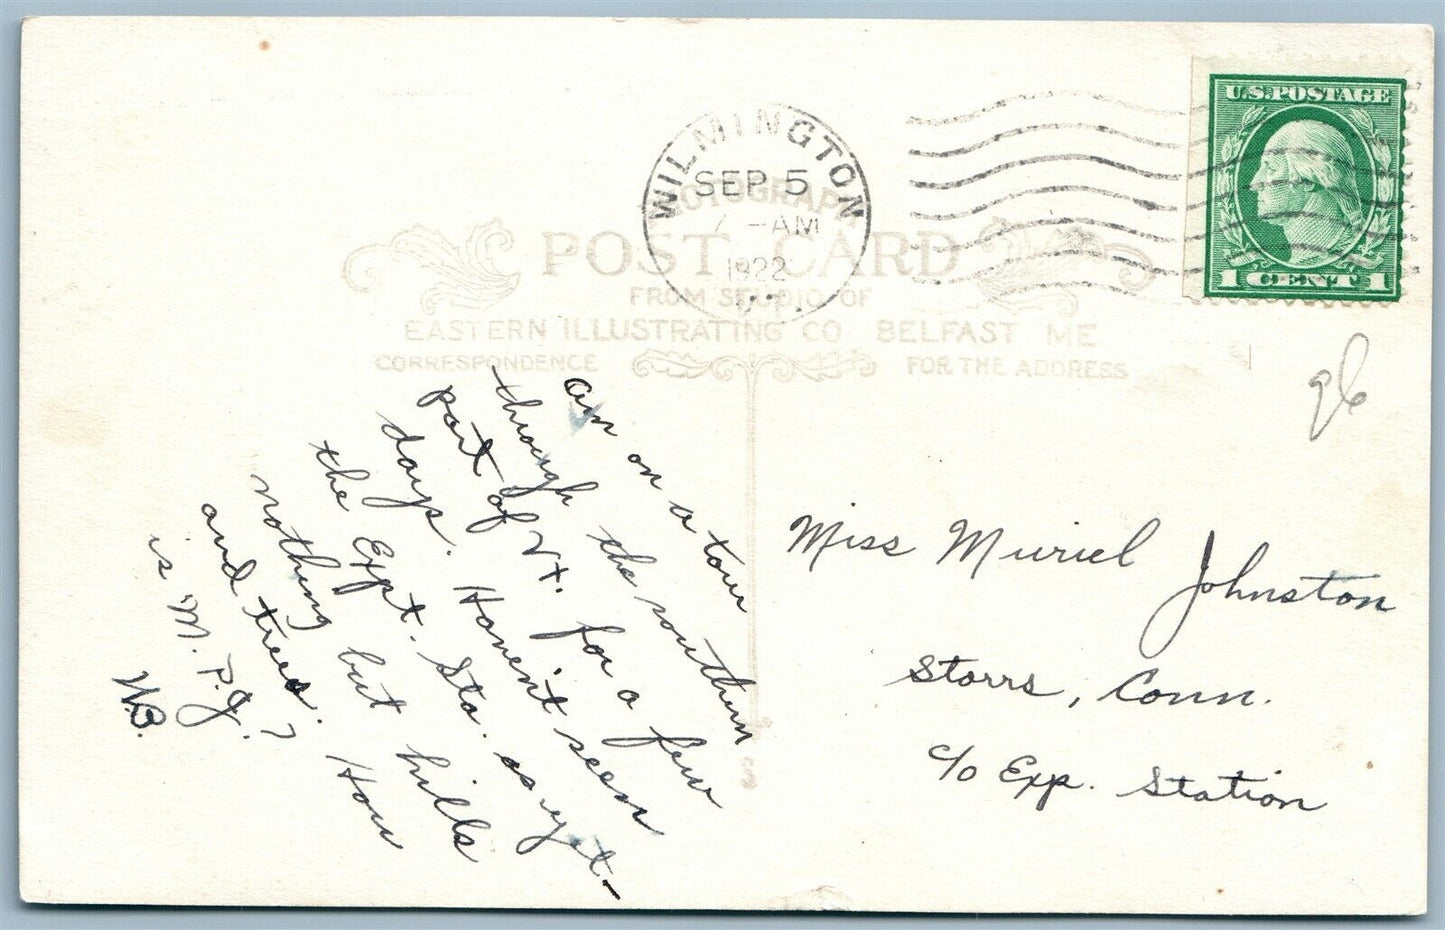 U.S. POSTAGE
1 CENT 1
WILMINGTON
SEP 5
7 -AM
1922
VT.
PHOTOGRAPH
POST CARD
FROM STUDIO OF
EASTERN ILLUSTRATING CO BELFAST ME
CORRESPONDENCE
FOR THE ADDRESS
96
Am on a tour
through the southern
part of Vt. for a few
days. Haven't seen
the Expt. Sta. as yet—
nothing but hills
and trees. How
is M. P. J.?
W.B.
Miss Muriel Johnston
Storrs, Conn.
c/o Exp. Station